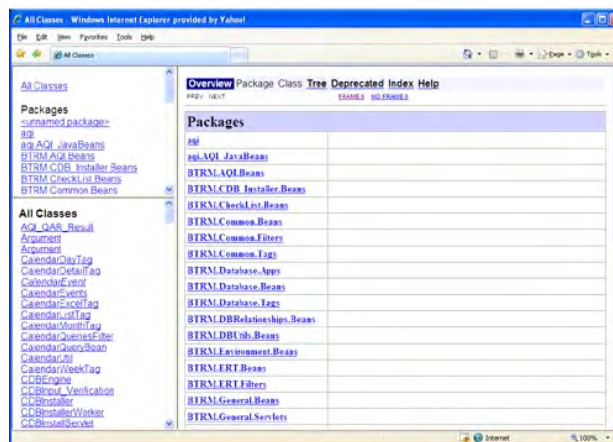 All Classes - Windows Internet Explorer provided by Yahoo!
File Edit View Favorites Tools Help
All Classes
Page
Tools
All Classes
Packages
<unnamed package>
aqi
aqi.AQI_JavaBeans
BTRM.AQI.Beans
BTRM.CDB_Installer.Beans
BTRM.CheckList.Beans
BTRM.Common.Beans
All Classes
AQI_QAR_Result
Argument
Argument
CalendarDayTag
CalendarDetailTag
CalendarEvent
CalendarEvents
CalendarExcelTag
CalendarListTag
CalendarMonthTag
CalendarQueriesFilter
CalendarQueryBean
CalendarUtil
CalendarWeekTag
CDBEngine
CDBInput_Verification
CDBInstaller
CDBInstallerWorker
CDBInstallServlet
Overview Package Class Tree Deprecated Index Help
PREV NEXT FRAMES NO FRAMES
Packages
aqi
aqi.AQI_JavaBeans
BTRM.AQI.Beans
BTRM.CDB_Installer.Beans
BTRM.CheckList.Beans
BTRM.Common.Beans
BTRM.Common.Filters
BTRM.Common.Tags
BTRM.Database.Apps
BTRM.Database.Beans
BTRM.Database.Tags
BTRM.DBRelationships.Beans
BTRM.DBUtils.Beans
BTRM.Environment.Beans
BTRM.ERT.Beans
BTRM.ERT.Filters
BTRM.General.Beans
BTRM.General.Servlets
Internet
100%